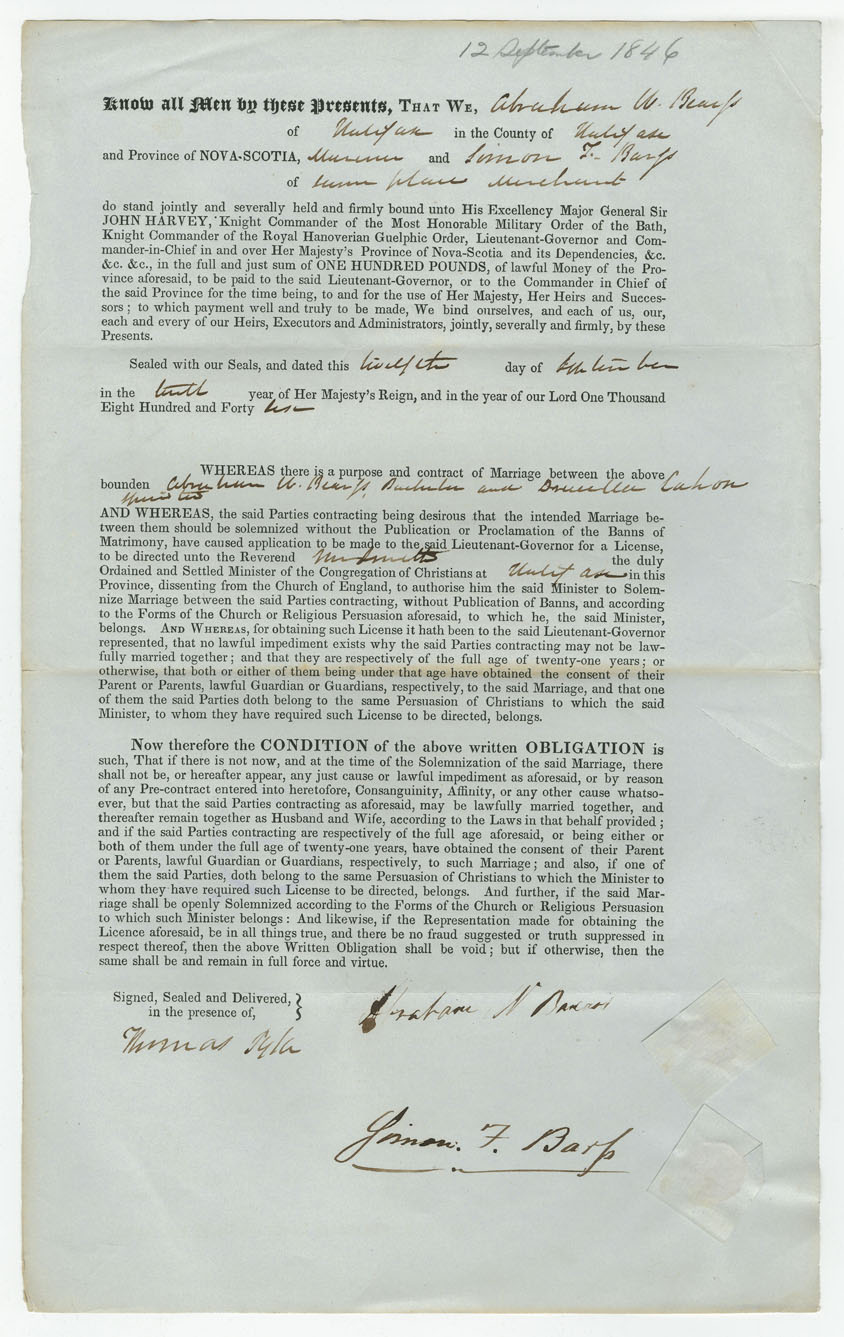 12 September 1846
Know all Men by these Presents, THAT WE, Abraham W. Bearss
of Halifax in the County of Halifax
and Province of NOVA-SCOTIA, Mariner and Simon F. Barss
of same place Merchant
do stand jointly and severally held and firmly bound unto His Excellency Major General Sir
JOHN HARVEY, Knight Commander of the Most Honorable Military Order of the Bath,
Knight Commander of the Royal Hanoverian Guelphic Order, Lieutenant-Governor and Com-
mander-in-Chief in and over Her Majesty's Province of Nova-Scotia and its Dependencies, &c.
&c. &c., in the full and just sum of ONE HUNDRED POUNDS, of lawful Money of the Pro-
vince aforesaid, to be paid to the said Lieutenant-Governor, or to the Commander in Chief of
the said Province for the time being, to and for the use of Her Majesty, Her Heirs and Succes-
sors; to which payment well and truly to be made, We bind ourselves, and each of us, our,
each and every of our Heirs, Executors and Administrators, jointly, severally and firmly, by these
Presents.
Sealed with our Seals, and dated this twelfth day of September
in the tenth year of Her Majesty's Reign, and in the year of our Lord One Thousand
Eight Hundred and Forty six
WHEREAS there is a purpose and contract of Marriage between the above
bounden Abraham W. Bearss, Bachelor and Drucilla Cahoon
Spinster
AND WHEREAS, the said Parties contracting being desirous that the intended Marriage be-
tween them should be solemnized without the Publication or Proclamation of the Banns of
Matrimony, have caused application to be made to the said Lieutenant-Governor for a License,
to be directed unto the Reverend the duly
Ordained and Settled Minister of the Congregation of Christians at Halifax in this
Province, dissenting from the Church of England, to authorise him the said Minister to Solem-
nize Marriage between the said Parties contracting, without Publication of Banns, and according
to the Forms of the Church or Religious Persuasion aforesaid, to which he, the said Minister,
belongs. AND WHEREAS, for obtaining such License it hath been to the said Lieutenant-Governor
represented, that no lawful impediment exists why the said Parties contracting may not be law-
fully married together; and that they are respectively of the full age of twenty-one years; or
otherwise, that both or either of them being under that age have obtained the consent of their
Parent or Parents, lawful Guardian or Guardians, respectively, to the said Marriage, and that one
of them the said Parties doth belong to the same Persuasion of Christians to which the said
Minister, to whom they have required such License to be directed, belongs.
Now therefore the CONDITION of the above written OBLIGATION is
such, That if there is not now, and at the time of the Solemnization of the said Marriage, there
shall not be, or hereafter appear, any just cause or lawful impediment as aforesaid, or by reason
of any Pre-contract entered into heretofore, Consanguinity, Affinity, or any other cause whatso-
ever, but that the said Parties contracting as aforesaid, may be lawfully married together, and
thereafter remain together as Husband and Wife, according to the Laws in that behalf provided;
and if the said Parties contracting are respectively of the full age aforesaid, or being either or
both of them under the full age of twenty-one years, have obtained the consent of their Parent
or Parents, lawful Guardian or Guardians, respectively, to such Marriage; and also, if one of
them the said Parties, doth belong to the same Persuasion of Christians to which the Minister to
whom they have required such License to be directed, belongs. And further, if the said Mar-
riage shall be openly Solemnized according to the Forms of the Church or Religious Persuasion
to which such Minister belongs: And likewise, if the Representation made for obtaining the
Licence aforesaid, be in all things true, and there be no fraud suggested or truth suppressed in
respect thereof, then the above Written Obligation shall be void; but if otherwise, then the
same shall be and remain in full force and virtue.
Signed, Sealed and Delivered,
in the presence of,
Abraham N Bearss
Thomas Tyler
Simon. F. Barss